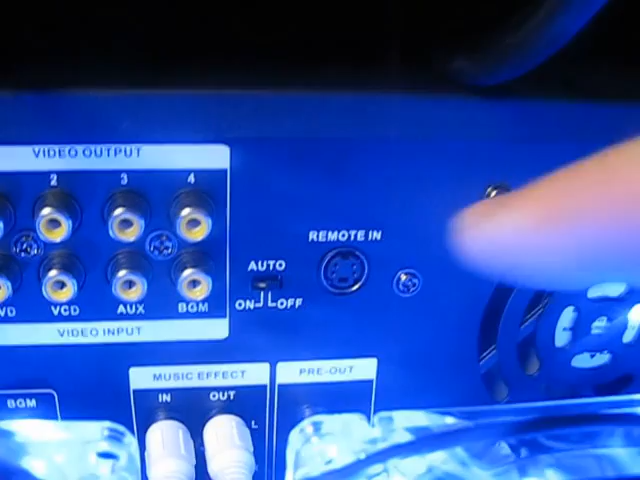 VIDEO OUTPUT
2 3 4
REMOTE IN
AUTO
ON OFF
VD VCD AUX BGM
VIDEO INPUT
MUSIC EFFECT
PRE-OUT
IN OUT
BGM
L